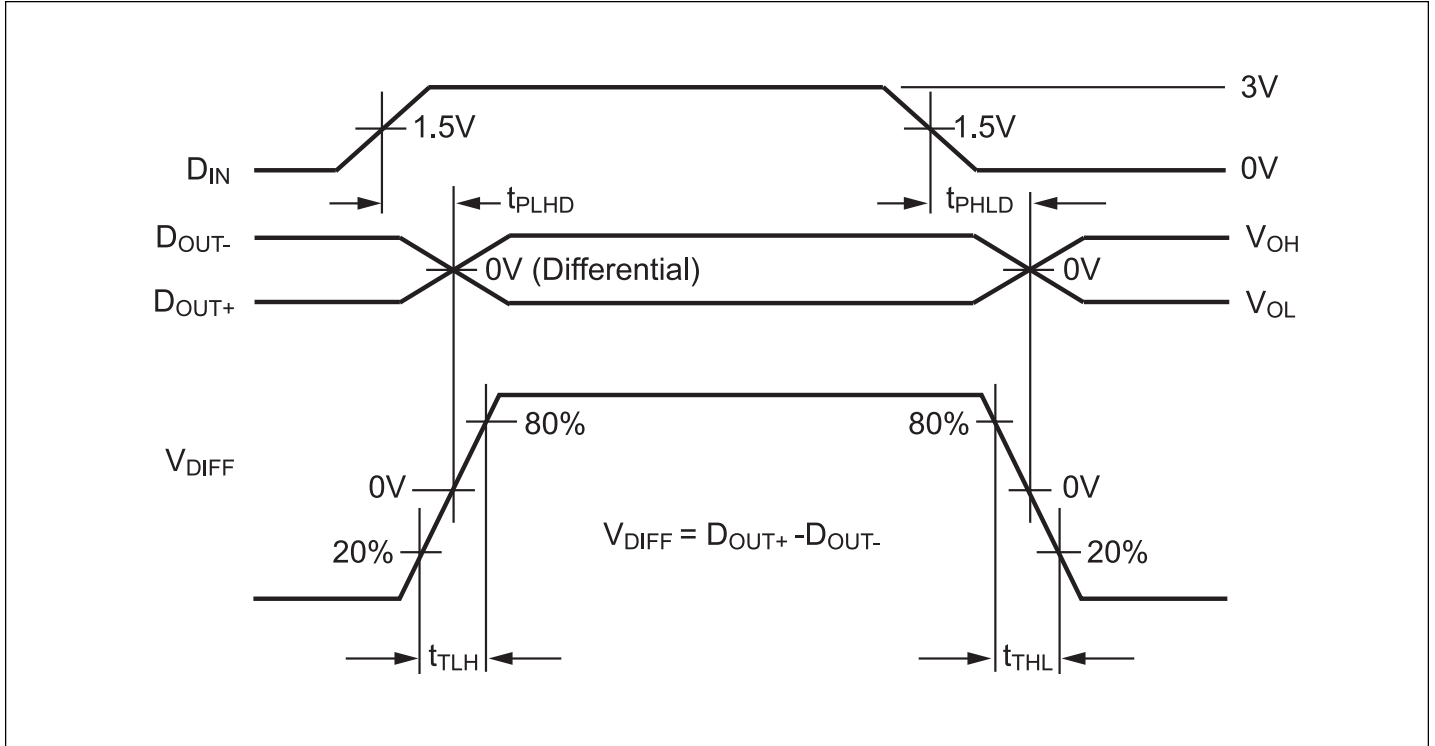 3V
1.5V
1.5V
DIN
0V
tPLHD
tPHLD
DOUT-
VOH
0V (Differential)
0V
DOUT+
VOL
80%
80%
VDIFF
0V
0V
VDIFF = DOUT+ -DOUT-
20%
20%
tTLH
tTHL